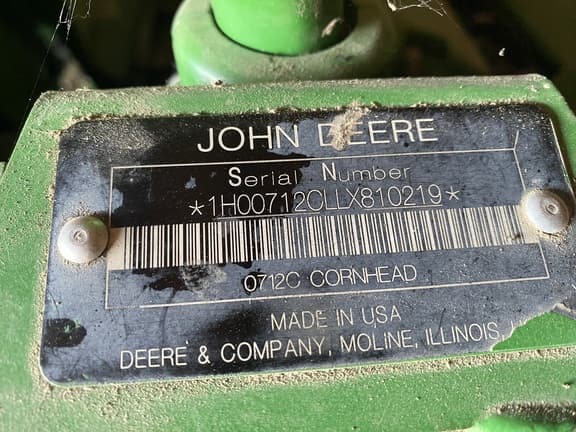 JOHN DEERE
Serial Number
*1H00712CLLX810219*
0712C CORNHEAD
MADE IN USA
DEERE & COMPANY, MOLINE, ILLINOIS